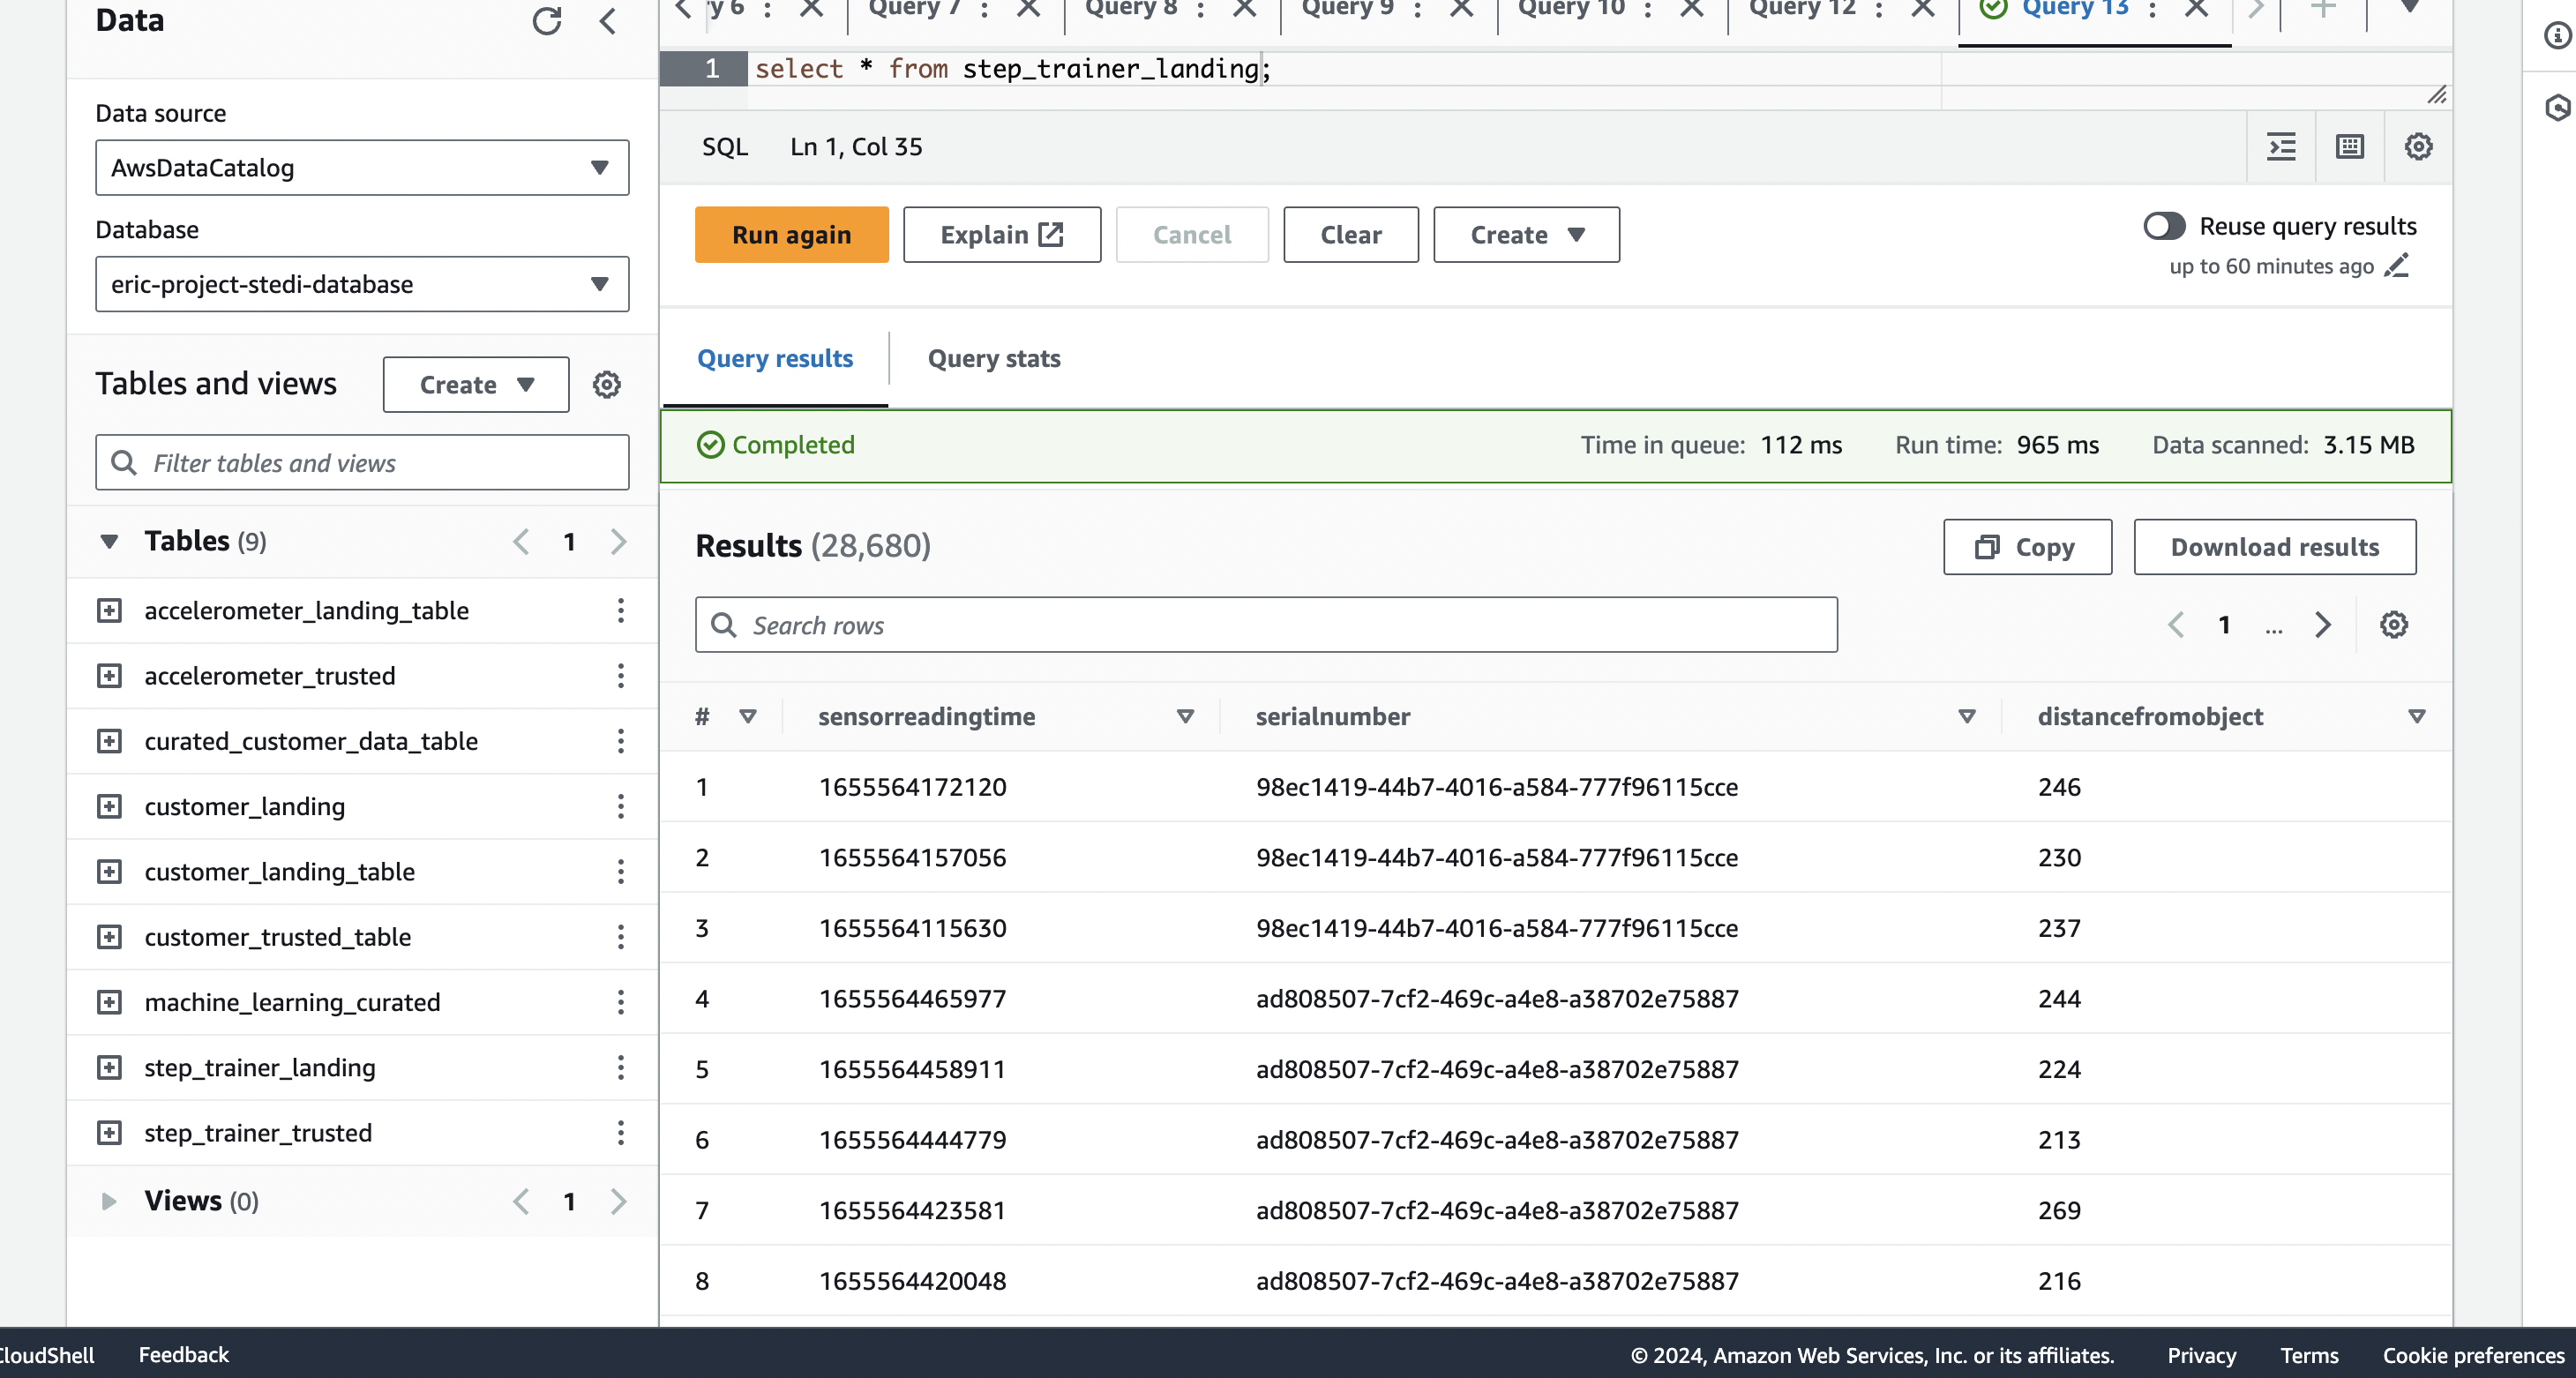 Data
Data source
AwsDataCatalog
Database
eric-project-stedi-database
Tables and views
Create
Filter tables and views
Tables (9)
1
accelerometer_landing_table
accelerometer_trusted
curated_customer_data_table
customer_landing
customer_landing_table
customer_trusted_table
machine_learning_curated
step_trainer_landing
step_trainer_trusted
Views (0)
1
y 6
Query 7
Query 8
Query 9
Query 10
Query 12
Query 13
1 select * from step_trainer_landing;
SQL Ln 1, Col 35
Run again Explain Cancel Clear Create
Reuse query results
up to 60 minutes ago
Query results Query stats
Completed Time in queue: 112 ms Run time: 965 ms Data scanned: 3.15 MB
Results (28,680)
Copy Download results
Search rows
1 ...
# sensorreadingtime serialnumber distancefromobject
1 1655564172120 98ec1419-44b7-4016-a584-777f96115cce 246
2 1655564157056 98ec1419-44b7-4016-a584-777f96115cce 230
3 1655564115630 98ec1419-44b7-4016-a584-777f96115cce 237
4 1655564465977 ad808507-7cf2-469c-a4e8-a38702e75887 244
5 1655564458911 ad808507-7cf2-469c-a4e8-a38702e75887 224
6 1655564444779 ad808507-7cf2-469c-a4e8-a38702e75887 213
7 1655564423581 ad808507-7cf2-469c-a4e8-a38702e75887 269
8 1655564420048 ad808507-7cf2-469c-a4e8-a38702e75887 216
CloudShell Feedback © 2024, Amazon Web Services, Inc. or its affiliates. Privacy Terms Cookie preferences